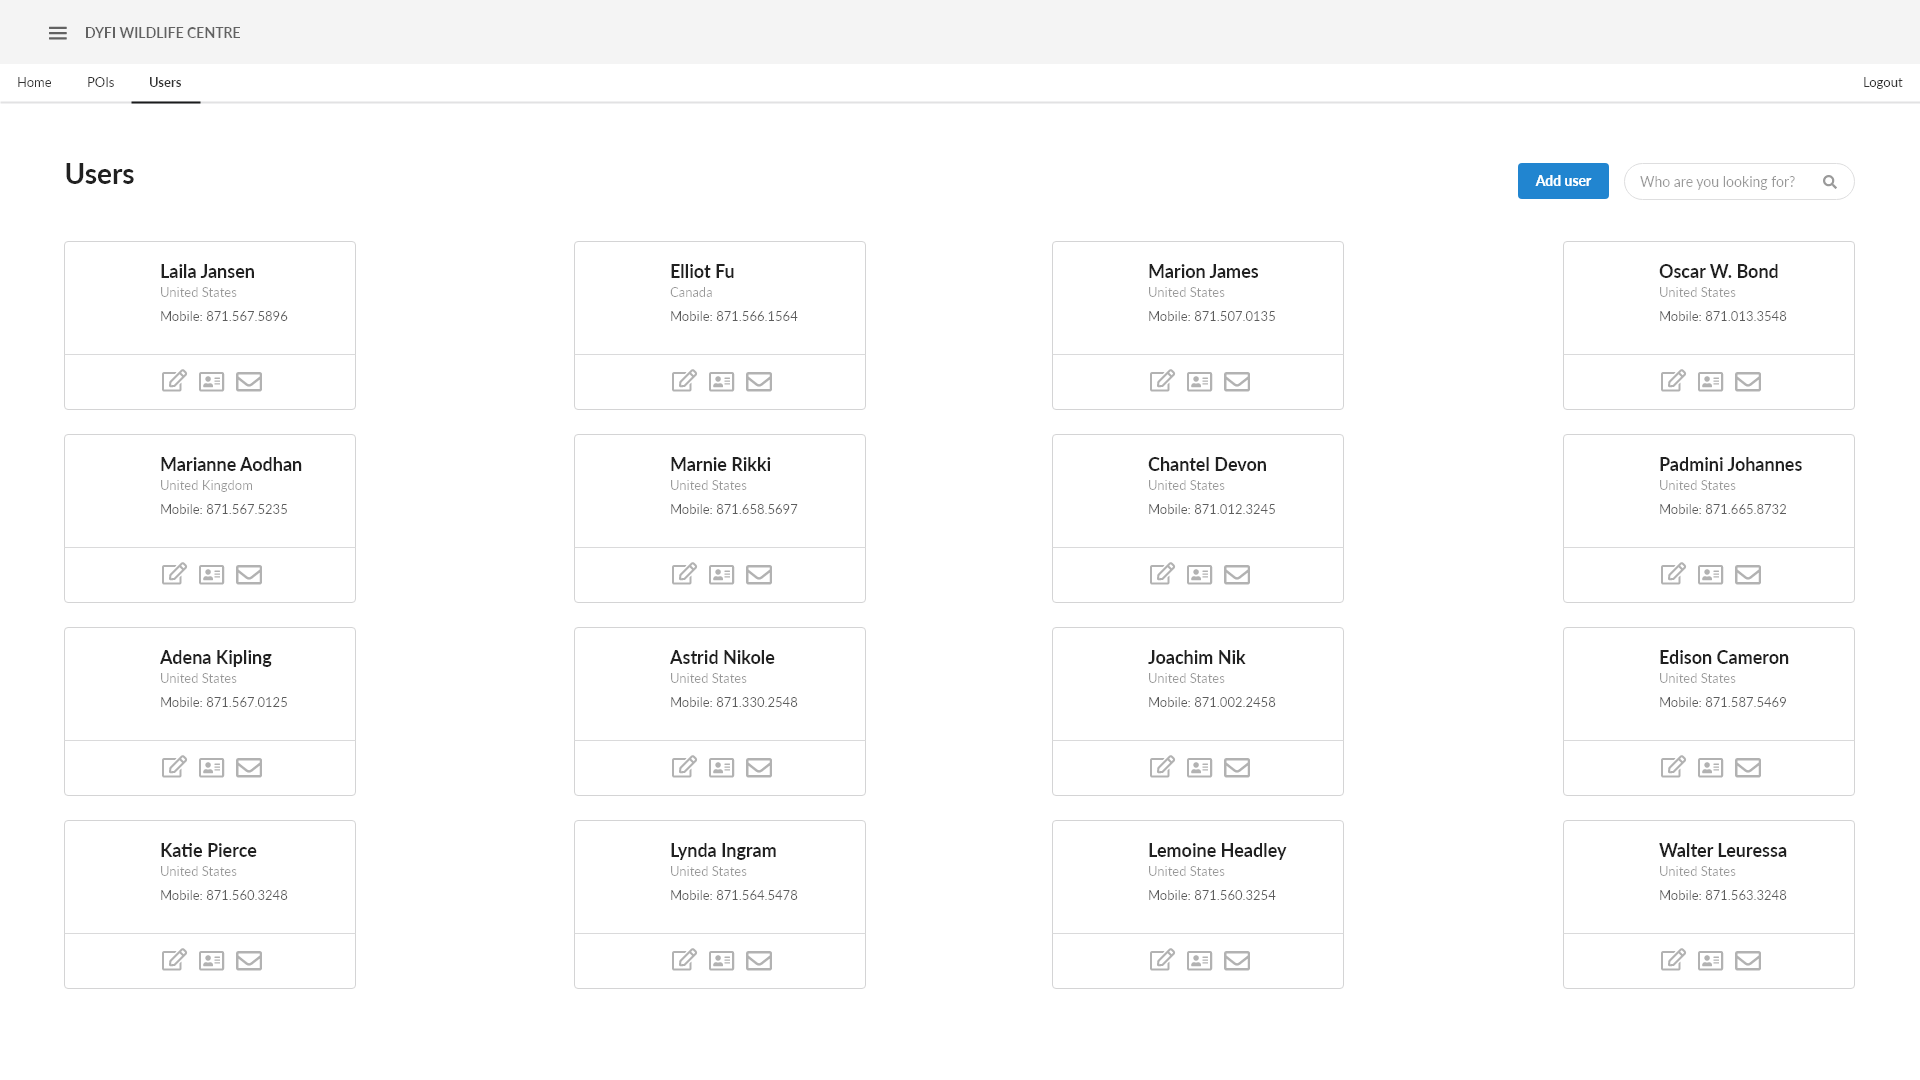 DYFI WILDLIFE CENTRE
Home POIs Users Logout
Users
Add user
Who are you looking for?
Laila Jansen
United States
Mobile: 871.567.5896
Elliot Fu
Canada
Mobile: 871.566.1564
Marion James
United States
Mobile: 871.507.0135
Oscar W. Bond
United States
Mobile: 871.013.3548
Marianne Aodhan
United Kingdom
Mobile: 871.567.5235
Marnie Rikki
United States
Mobile: 871.658.5697
Chantel Devon
United States
Mobile: 871.012.3245
Padmini Johannes
United States
Mobile: 871.665.8732
Adena Kipling
United States
Mobile: 871.567.0125
Astrid Nikole
United States
Mobile: 871.330.2548
Joachim Nik
United States
Mobile: 871.002.2458
Edison Cameron
United States
Mobile: 871.587.5469
Katie Pierce
United States
Mobile: 871.560.3248
Lynda Ingram
United States
Mobile: 871.564.5478
Lemoine Headley
United States
Mobile: 871.560.3254
Walter Leuressa
United States
Mobile: 871.563.3248